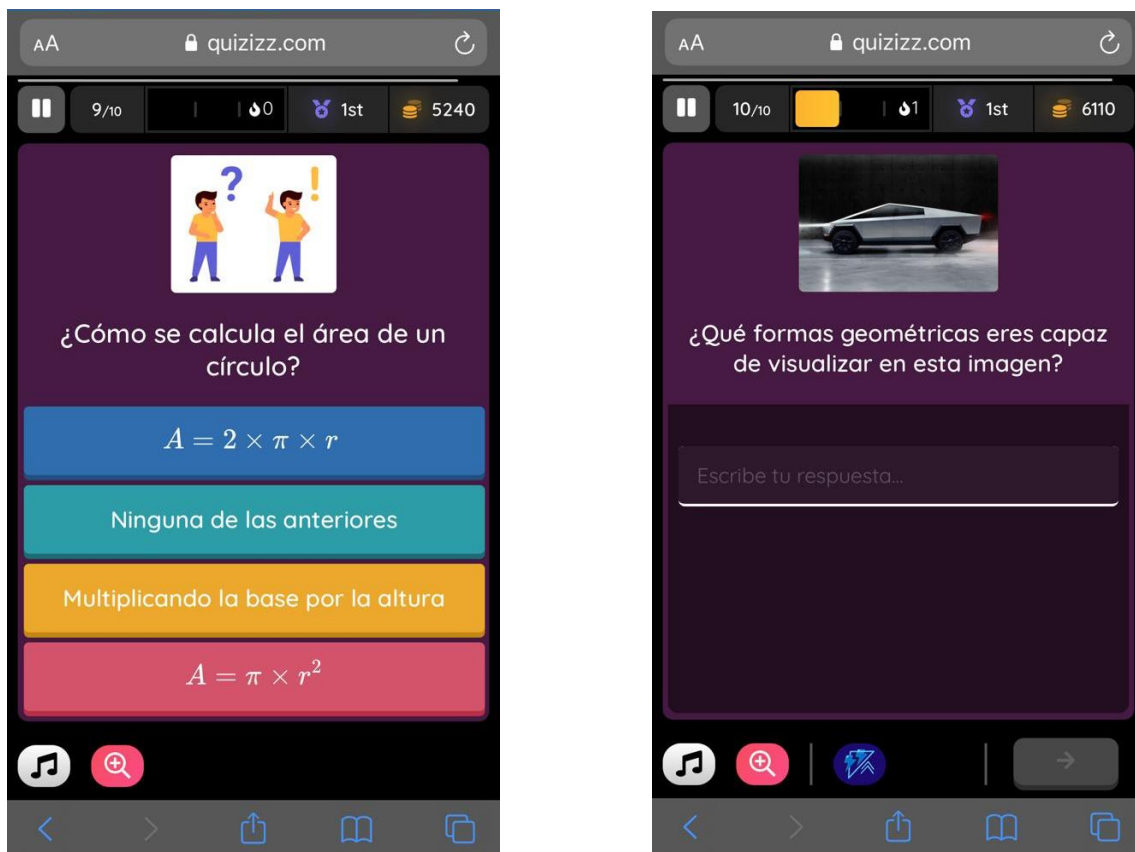 AA quizizz.com
9/10 0 1st 5240
¿Cómo se calcula el área de un
círculo?
A = 2 × π × r
Ninguna de las anteriores
Multiplicando la base por la altura
A = π × r²
AA quizizz.com
10/10 1 1st 6110
¿Qué formas geométricas eres capaz
de visualizar en esta imagen?
Escribe tu respuesta...